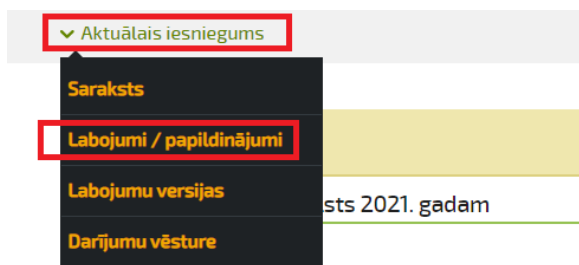 Aktuālais iesniegums
Saraksts
Labojumi / papildinājumi
Labojumu versijas
sts 2021. gadam
Darījumu vēsture